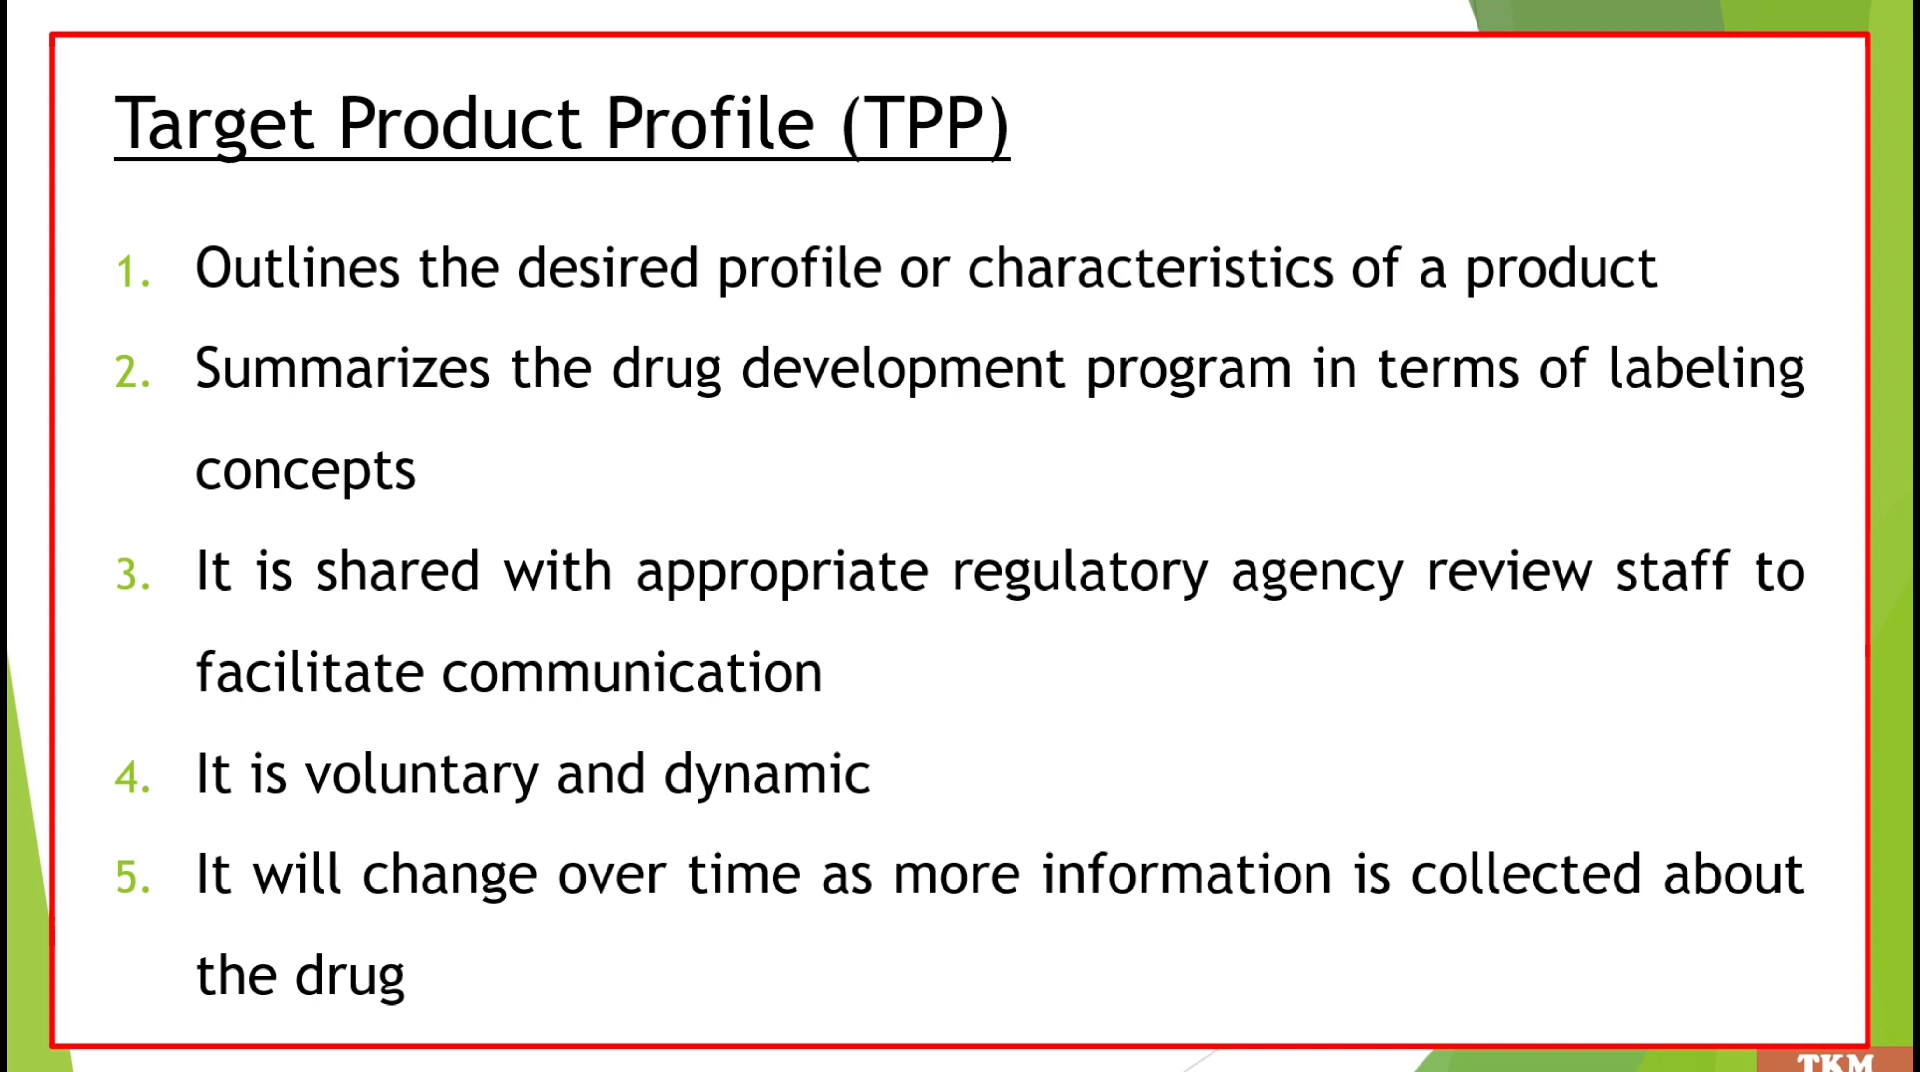 Target Product Profile (TPP)
1. Outlines the desired profile or characteristics of a product
2. Summarizes the drug development program in terms of labeling
concepts
3. It is shared with appropriate regulatory agency review staff to
facilitate communication
4. It is voluntary and dynamic
5. It will change over time as more information is collected about
the drug
TKM